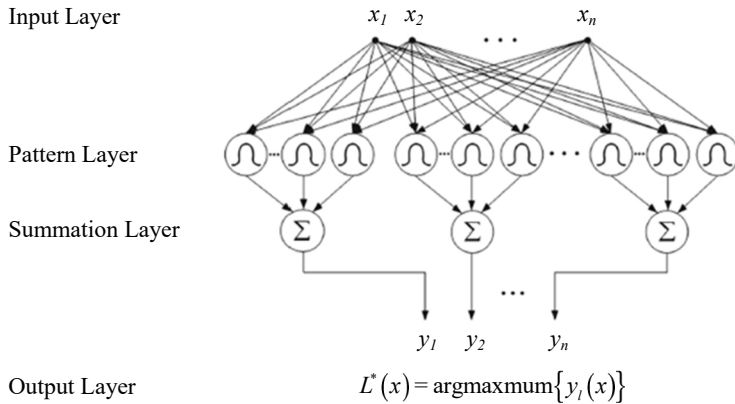 Input Layer
x1 x2 ... xn
Pattern Layer
... ... ... ...
Summation Layer
Σ Σ Σ
...
y1 y2 yn
Output Layer
L*(x) = argmaxmum{yl(x)}